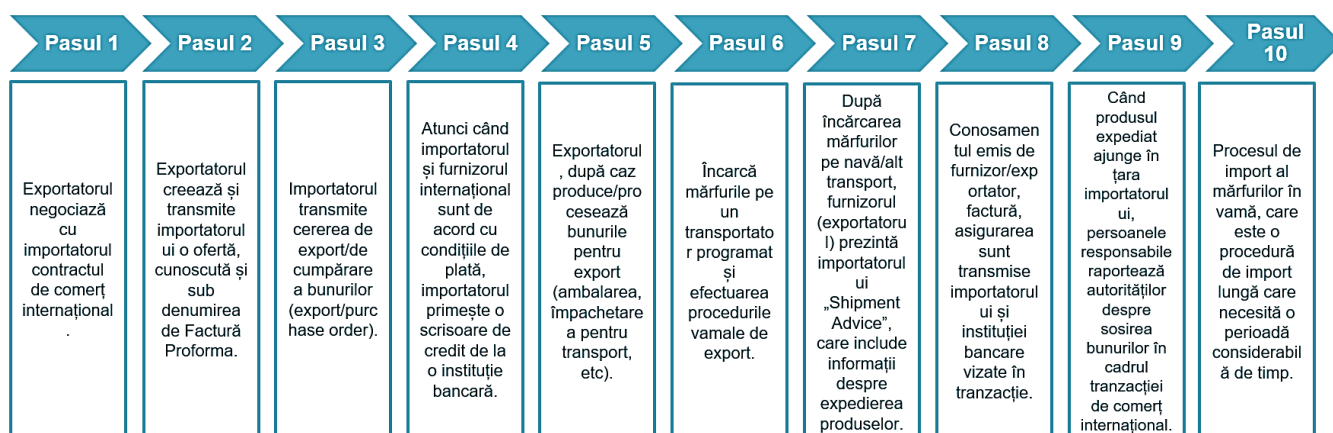 Pasul 1
Pasul 2
Pasul 3
Pasul 4
Pasul 5
Pasul 6
Pasul 7
Pasul 8
Pasul 9
Pasul
10
Exportatorul
negociază
cu
importatorul
contractul
de comerț
internațional
.
Exportatorul
creează și
transmite
importatorul
ui o ofertă,
cunoscută și
sub
denumirea
de Factură
Proforma.
Importatorul
transmite
cererea de
export/de
cumpărare
a bunurilor
(export/purc
hase order).
Atunci când
importatorul
și furnizorul
internațional
sunt de
acord cu
condițiile de
plată,
importatorul
primește o
scrisoare de
credit de la
o instituție
bancară.
Exportatorul
, după caz
produce/pro
cesează
bunurile
pentru
export
(ambalarea,
împachetare
a pentru
transport,
etc).
Încarcă
mărfurile pe
un
transportato
r programat
și
efectuarea
procedurile
vamale de
export.
După
încărcarea
mărfurilor
pe navă/alt
transport,
furnizorul
(exportatoru
l) prezintă
importatorul
ui
„Shipment
Advice”,
care include
informații
despre
expedierea
produselor.
Conosamen
tul emis de
furnizor/exp
ortator,
factură,
asigurarea
sunt
transmise
importatorul
ui și
instituției
bancare
vizate în
tranzacție.
Când
produsul
expediat
ajunge în
țara
importatorul
ui,
persoanele
responsabile
raportează
autorităților
despre
sosirea
bunurilor în
cadrul
tranzacției
de comerț
internațional.
Procesul de
import al
mărfurilor în
vamă, care
este o
procedură
de import
lungă care
necesită o
perioadă
considerabil
ă de timp.